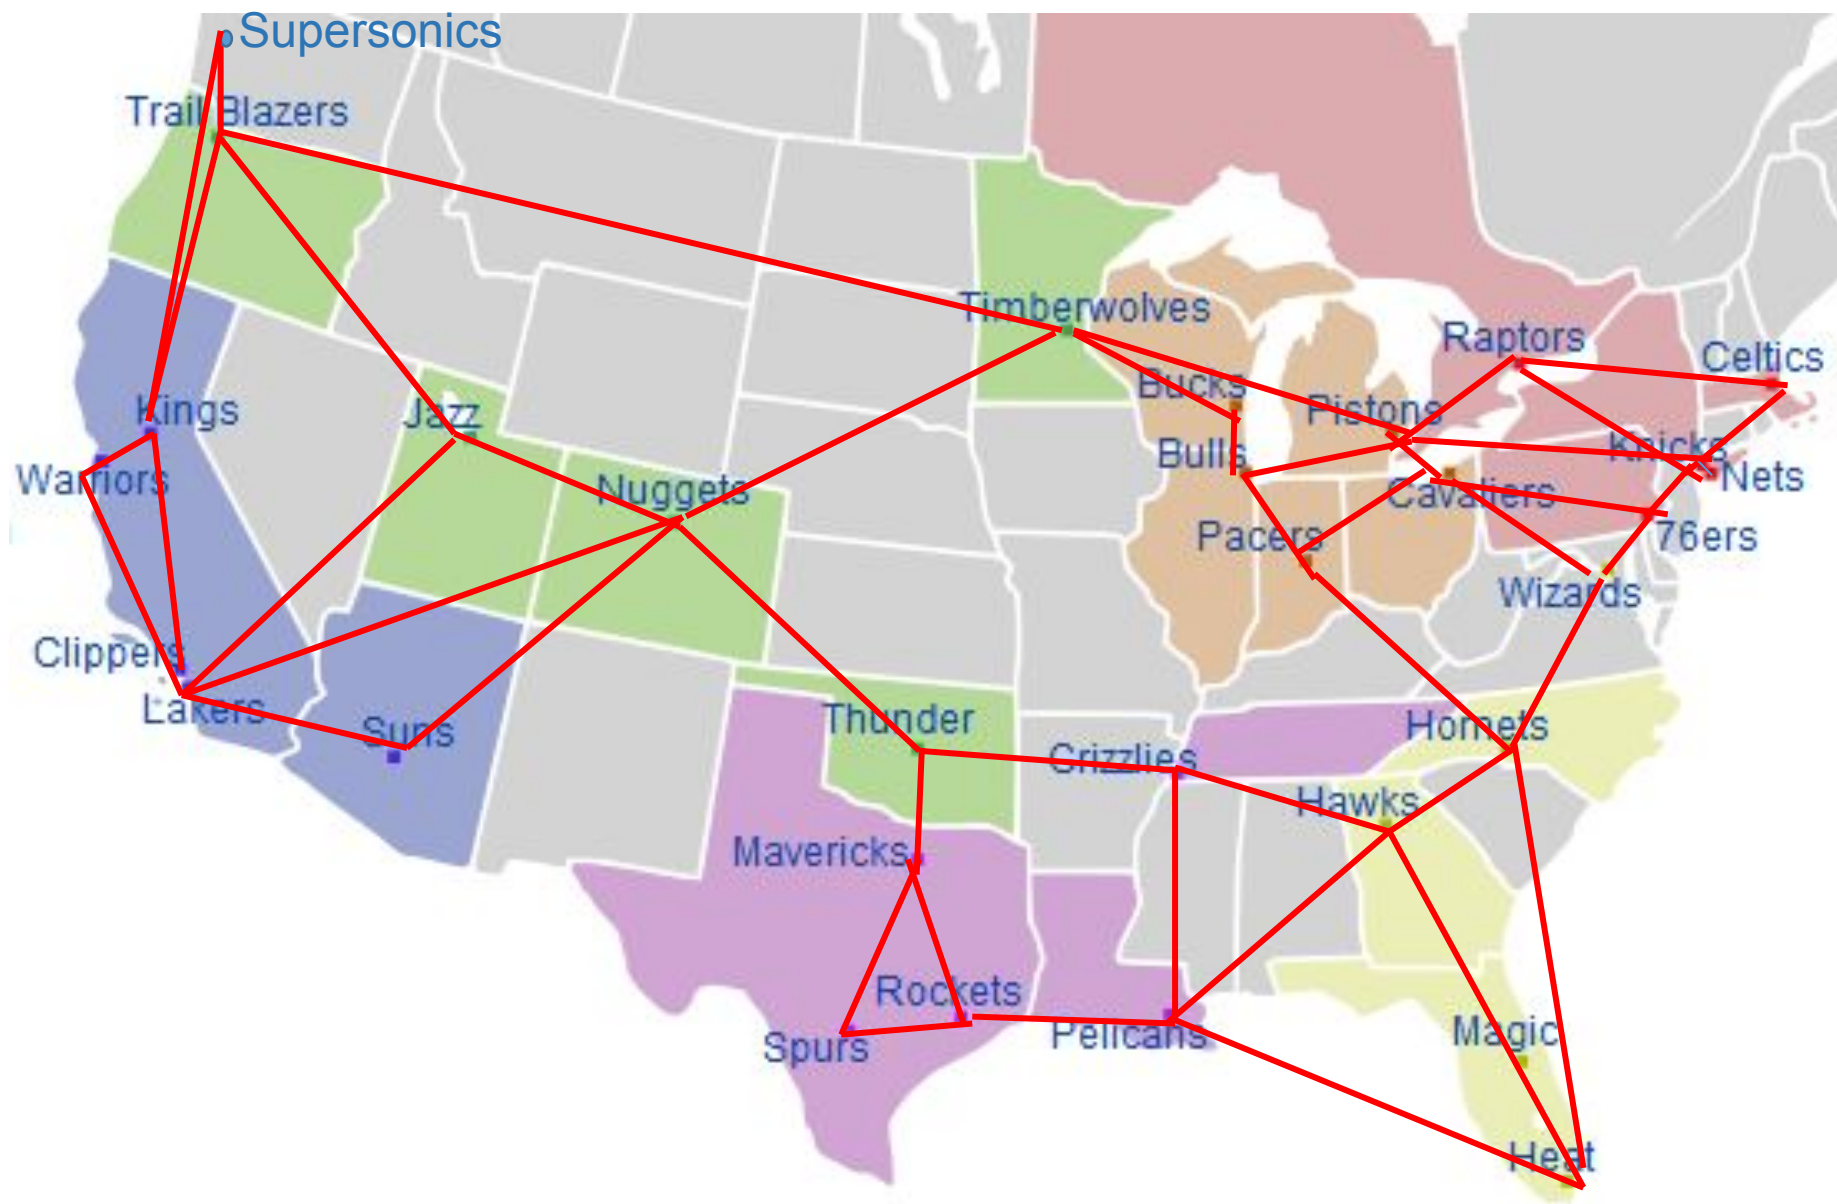 Supersonics
Trail Blazers
Timberwolves
Raptors
Celtics
Bucks
Pistons
Kings
Jazz
Knicks
Bulls
Warriors
Nuggets
Cavaliers
Nets
Pacers
76ers
Wizards
Clippers
Lakers
Suns
Thunder
Hornets
Grizzlies
Hawks
Mavericks
Rockets
Magic
Spurs
Pelicans
Heat